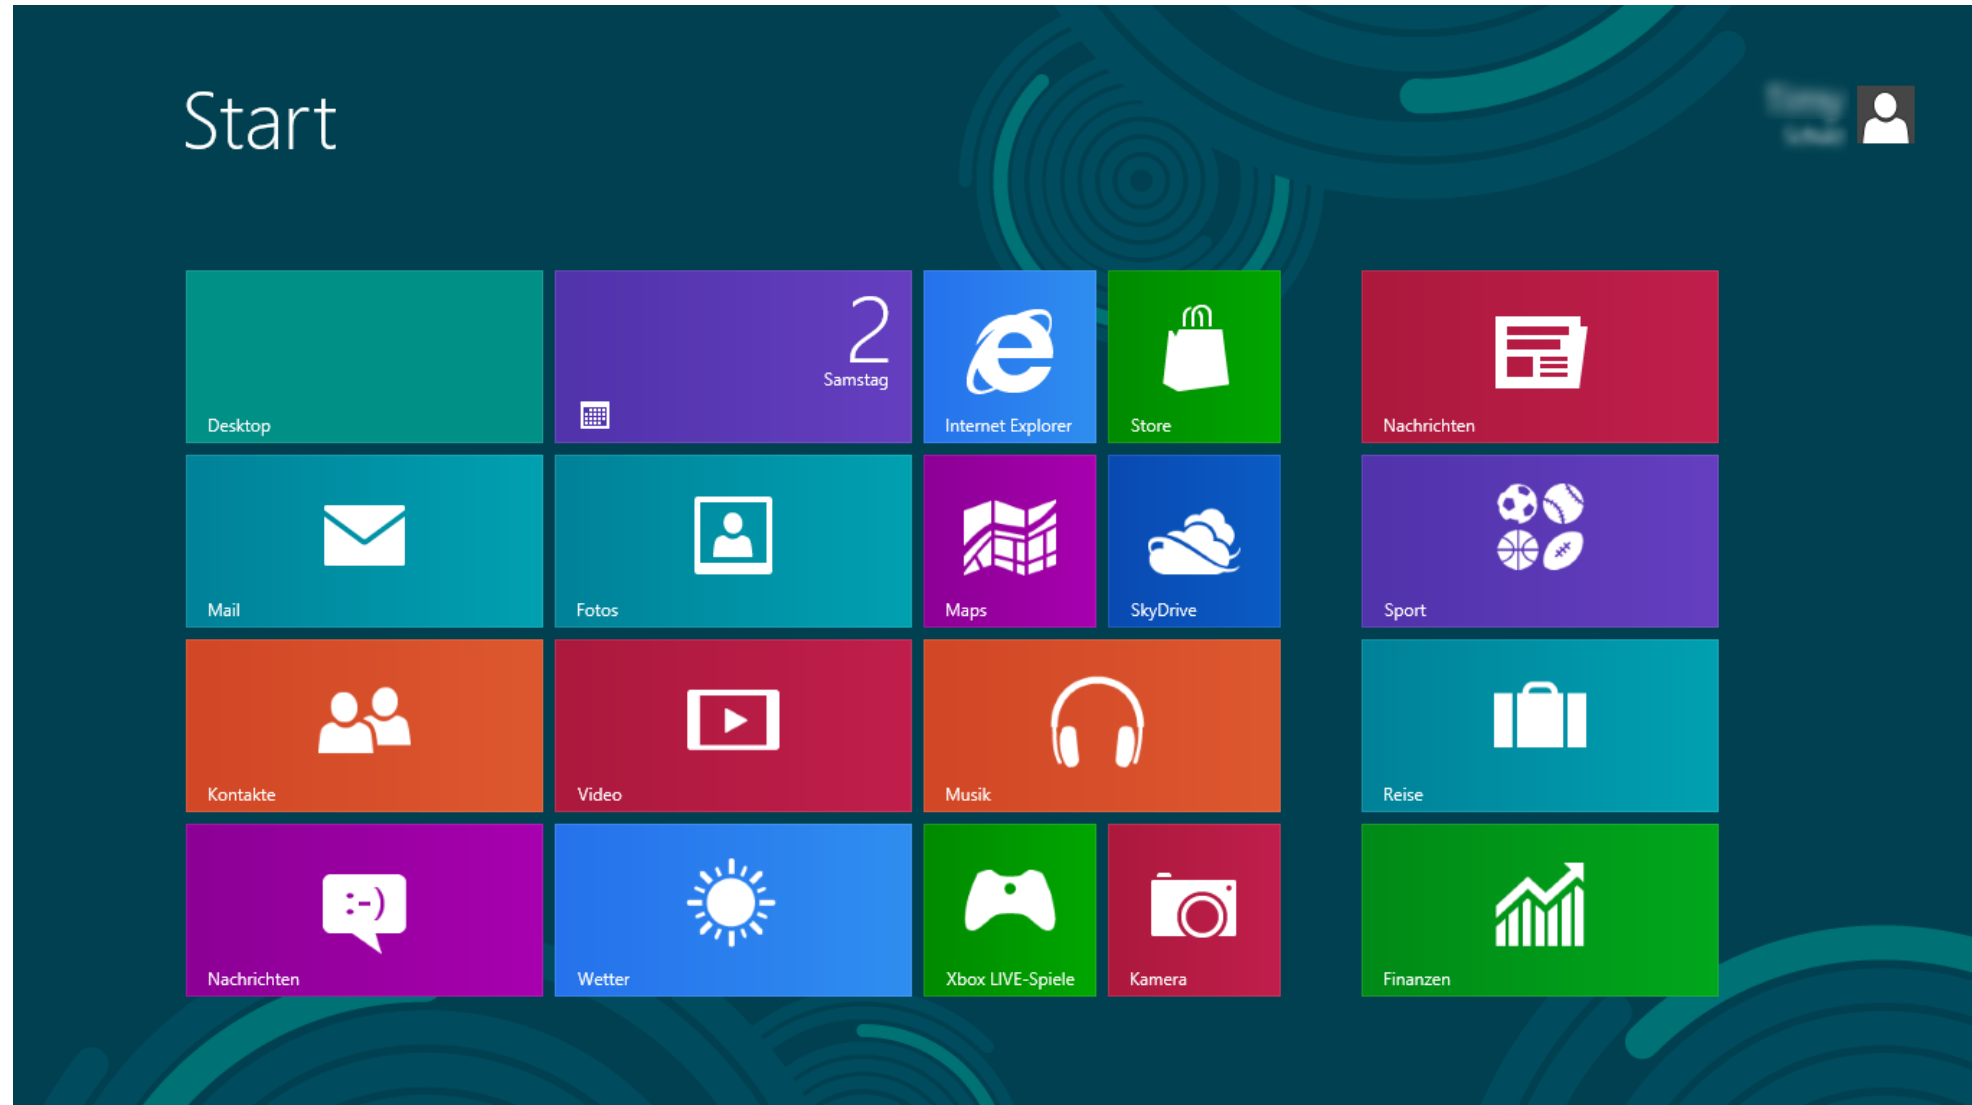 Start
Desktop
2
Samstag
Internet Explorer
Store
Nachrichten
Mail
Fotos
Maps
SkyDrive
Sport
Kontakte
Video
Musik
Reise
:-)
Nachrichten
Wetter
Xbox LIVE-Spiele
Kamera
Finanzen